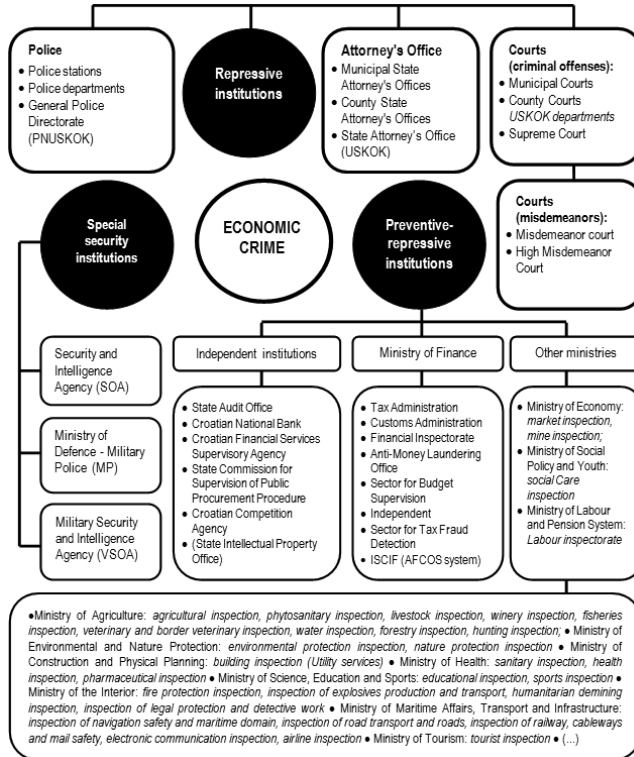 Police
• Police stations
• Police departments
• General Police
Directorate
(PNUSKOK)
Repressive
institutions
Attorney's Office
• Municipal State
Attorney's Offices
• County State
Attorney's Offices
• State Attorney's Office
(USKOK)
Courts
(criminal offenses):
• Municipal Courts
• County Courts
USKOK departments
• Supreme Court
Special
security
institutions
ECONOMIC
CRIME
Preventive-
repressive
institutions
Courts
(misdemeanors):
• Misdemeanor court
• High Misdemeanor
Court
Security and
Intelligence
Agency (SOA)
Ministry of
Defence - Military
Police (MP)
Military Security
and Intelligence
Agency (VSOA)
Independent institutions
• State Audit Office
• Croatian National Bank
• Croatian Financial Services
Supervisory Agency
• State Commission for
Supervision of Public
Procurement Procedure
• Croatian Competition
Agency
• (State Intellectual Property
Office)
Ministry of Finance
• Tax Administration
• Customs Administration
• Financial Inspectorate
• Anti-Money Laundering
Office
• Sector for Budget
Supervision
• Independent
• Sector for Tax Fraud
Detection
• ISCIF (AFCOS system)
Other ministries
• Ministry of Economy:
market inspection,
mine inspection;
• Ministry of Social
Policy and Youth:
social Care
inspection
• Ministry of Labour
and Pension System:
Labour inspectorate
●Ministry of Agriculture: agricultural inspection, phytosanitary inspection, livestock inspection, winery inspection, fisheries
inspection, veterinary and border veterinary inspection, water inspection, forestry inspection, hunting inspection; ● Ministry of
Environmental and Nature Protection: environmental protection inspection, nature protection inspection ● Ministry of
Construction and Physical Planning: building inspection (Utility services) ● Ministry of Health: sanitary inspection, health
inspection, pharmaceutical inspection ● Ministry of Science, Education and Sports: educational inspection, sports inspection ●
Ministry of the Interior: fire protection inspection, inspection of explosives production and transport, humanitarian demining
inspection, inspection of legal protection and detective work ● Ministry of Maritime Affairs, Transport and Infrastructure:
inspection of navigation safety and maritime domain, inspection of road transport and roads, inspection of railway, cableways
and mail safety, electronic communication inspection, airline inspection ● Ministry of Tourism: tourist inspection ● (...)